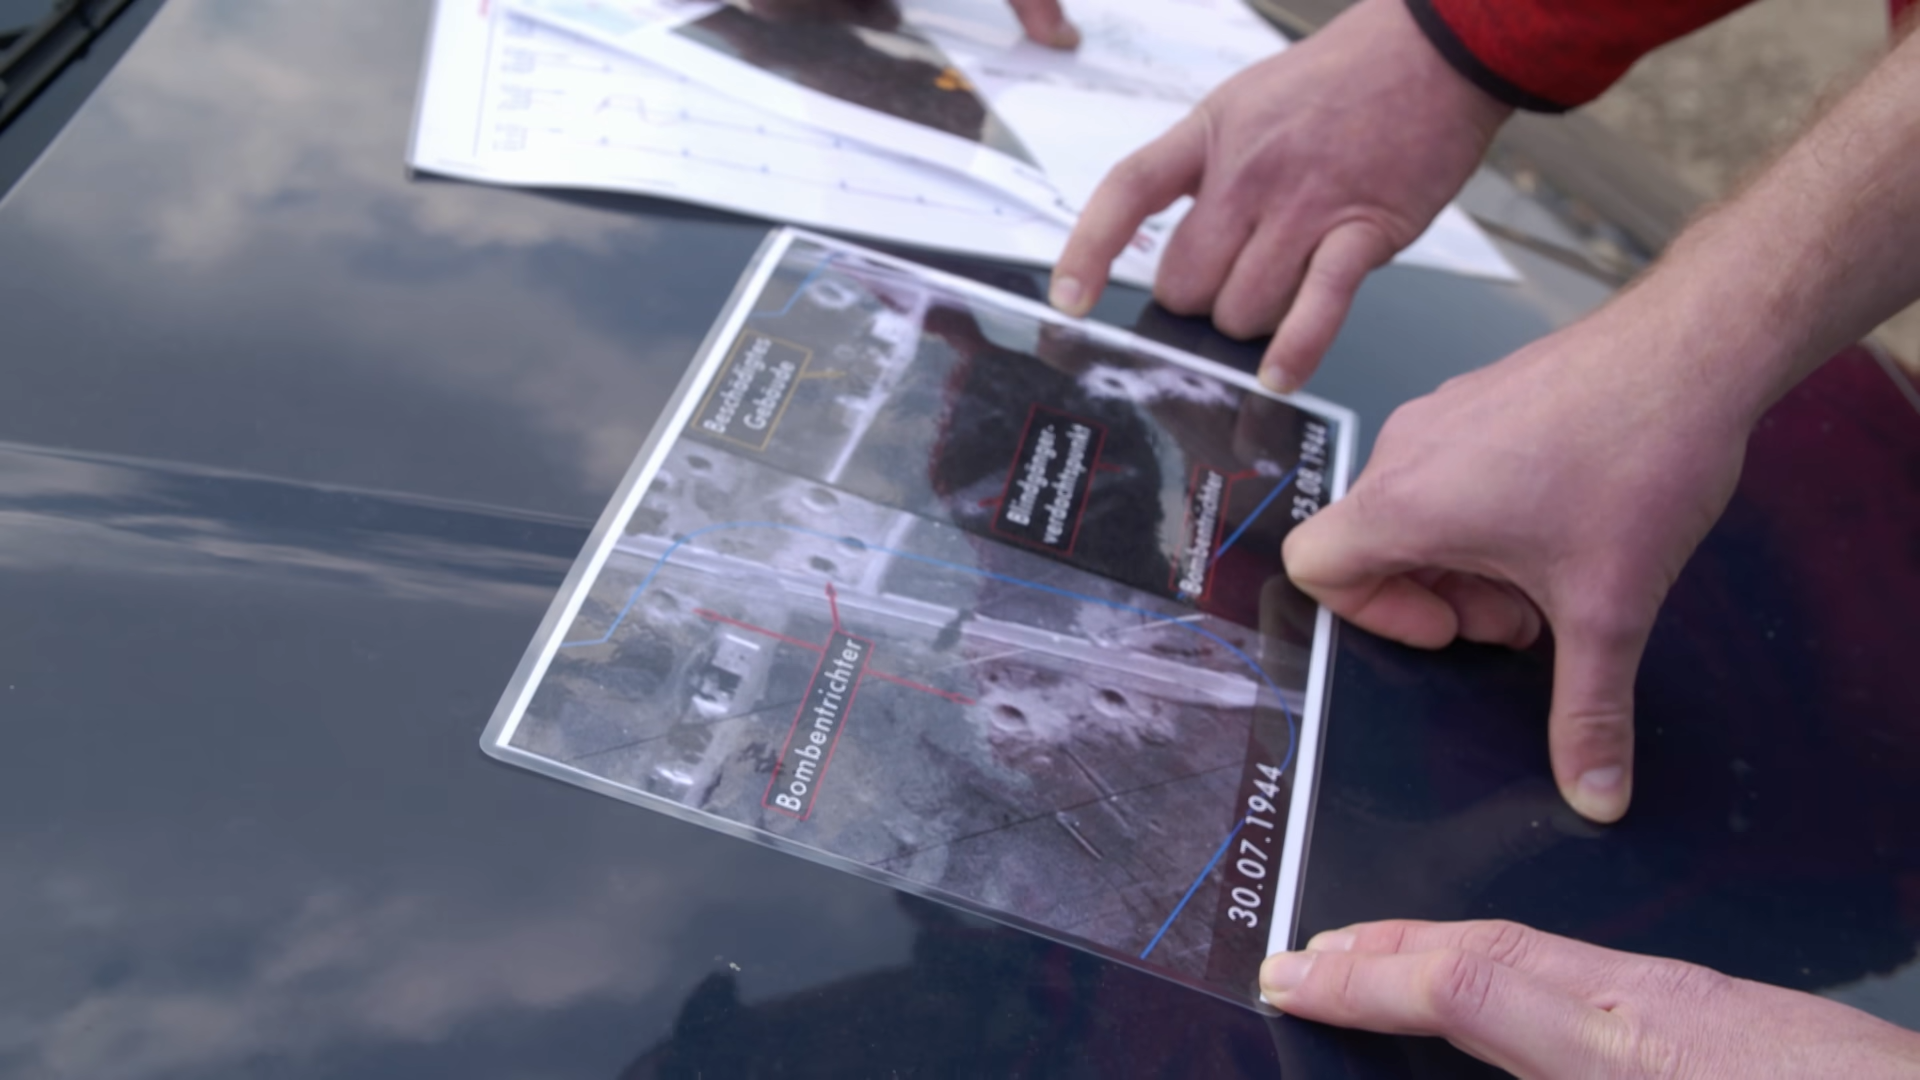 Beschädigtes
Gebäude
Blindgänger-
verdachtspunkt
Bombentrichter
25.08.1944
Bombentrichter
30.07.1944